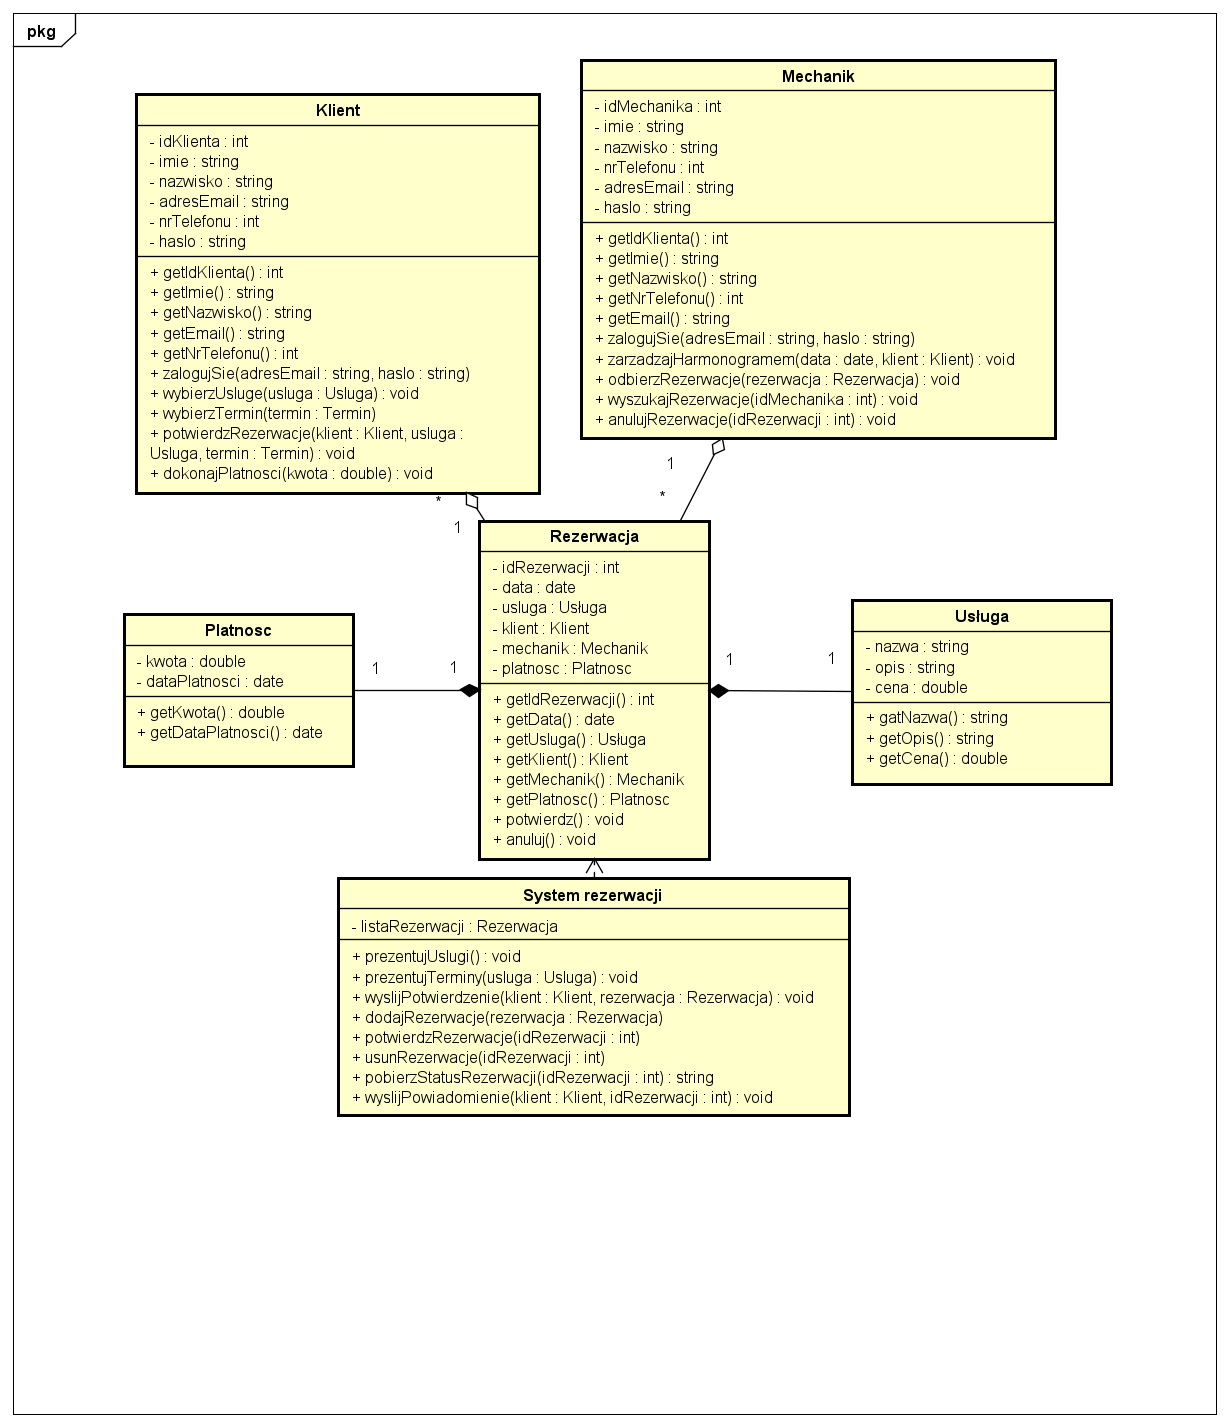 pkg
Klient
- idKlienta : int
- imie : string
- nazwisko : string
- adresEmail : string
- nrTelefonu : int
- haslo : string
+ getIdKlienta() : int
+ getImie() : string
+ getNazwisko() : string
+ getEmail() : string
+ getNrTelefonu() : int
+ zalogujSie(adresEmail : string, haslo : string)
+ wybierzUsluge(usluga : Usluga) : void
+ wybierzTermin(termin : Termin)
+ potwierdzRezerwacje(klient : Klient, usluga :
Usluga, termin : Termin) : void
+ dokonajPlatnosci(kwota : double) : void
Mechanik
- idMechanika : int
- imie : string
- nazwisko : string
- nrTelefonu : int
- adresEmail : string
- haslo : string
+ getIdKlienta() : int
+ getImie() : string
+ getNazwisko() : string
+ getNrTelefonu() : int
+ getEmail() : string
+ zalogujSie(adresEmail : string, haslo : string)
+ zarzadzajHarmonogramem(data : date, klient : Klient) : void
+ odbierzRezerwacje(rezerwacja : Rezerwacja) : void
+ wyszukajRezerwacje(idMechanika : int) : void
+ anulujRezerwacje(idRezerwacji : int) : void
*
1
1
*
Rezerwacja
- idRezerwacji : int
- data : date
- usluga : Usługa
- klient : Klient
- mechanik : Mechanik
- platnosc : Platnosc
+ getIdRezerwacji() : int
+ getData() : date
+ getUsluga() : Usługa
+ getKlient() : Klient
+ getMechanik() : Mechanik
+ getPlatnosc() : Platnosc
+ potwierdz() : void
+ anuluj() : void
Platnosc
- kwota : double
- dataPlatnosci : date
+ getKwota() : double
+ getDataPlatnosci() : date
1
1
1
1
Usługa
- nazwa : string
- opis : string
- cena : double
+ gatNazwa() : string
+ getOpis() : string
+ getCena() : double
System rezerwacji
- listaRezerwacji : Rezerwacja
+ prezentujUslugi() : void
+ prezentujTerminy(usluga : Usluga) : void
+ wyslijPotwierdzenie(klient : Klient, rezerwacja : Rezerwacja) : void
+ dodajRezerwacje(rezerwacja : Rezerwacja)
+ potwierdzRezerwacje(idRezerwacji : int)
+ usunRezerwacje(idRezerwacji : int)
+ pobierzStatusRezerwacji(idRezerwacji : int) : string
+ wyslijPowiadomienie(klient : Klient, idRezerwacji : int) : void